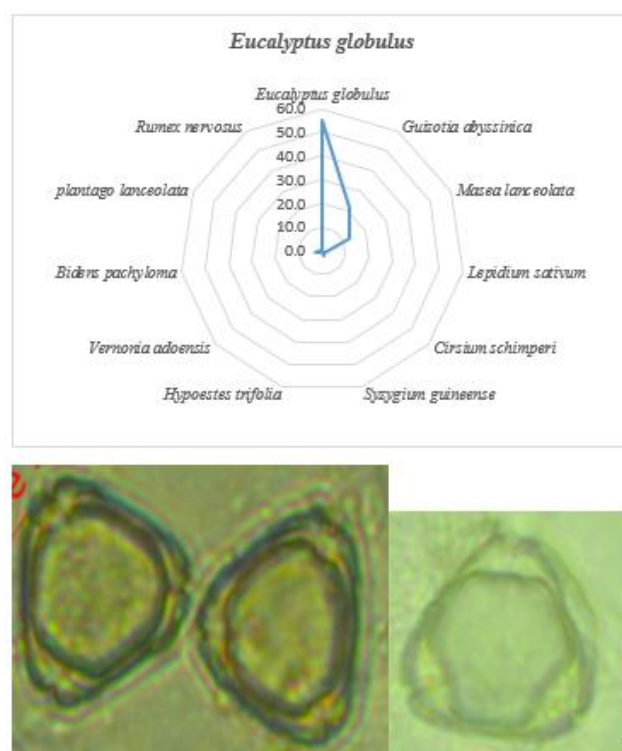 Eucalyptus globulus
Eucalyptus globulus
60.0
Rumex nervosus
Guizotia abyssinica
50.0
40.0
plantago lanceolata
Masea lanceolata
30.0
20.0
10.0
0.0
Bidens pachyloma
Lepidium sativum
Vernonia adoensis
Cirsium schimperi
Hypoestes trifolia
Syzygium guineense